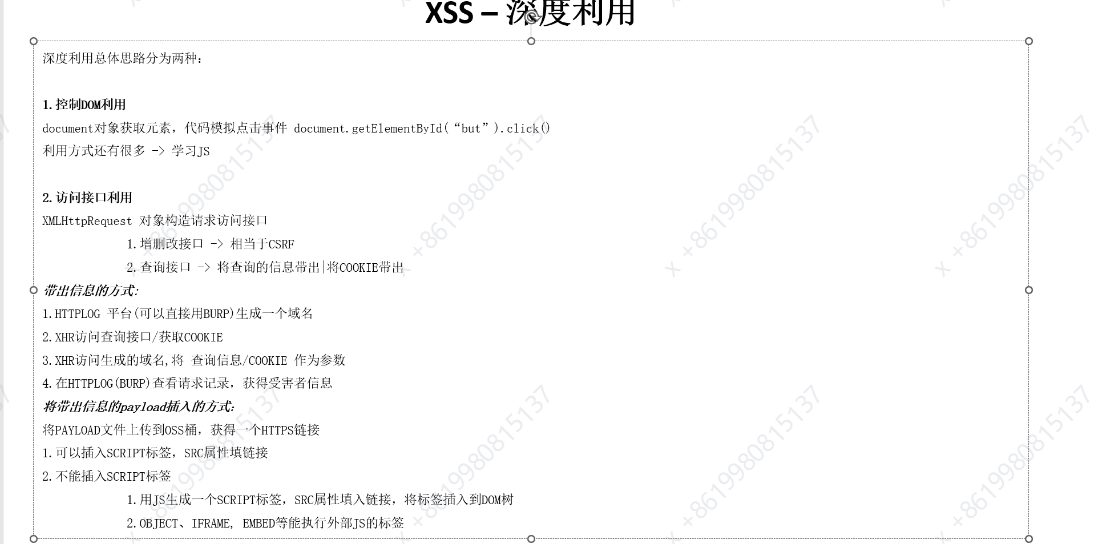 XSS – 深度利用
深度利用总体思路分为两种：
1.控制DOM利用
document对象获取元素，代码模拟点击事件 document.getElementById(“but”).click()
利用方式还有很多 -> 学习JS
2.访问接口利用
XMLHttpRequest 对象构造请求访问接口
1.增删改接口 -> 相当于CSRF
2.查询接口 -> 将查询的信息带出|将COOKIE带出
带出信息的方式：
1.HTTPLOG 平台(可以直接用BURP)生成一个域名
2.XHR访问查询接口/获取COOKIE
3.XHR访问生成的域名,将 查询信息/COOKIE 作为参数
4.在HTTPLOG(BURP)查看请求记录，获得受害者信息
将带出信息的payload插入的方式：
将PAYLOAD文件上传到OSS桶，获得一个HTTPS链接
1.可以插入SCRIPT标签，SRC属性填链接
2.不能插入SCRIPT标签
1.用JS生成一个SCRIPT标签，SRC属性填入链接，将标签插入到DOM树
2.OBJECT、IFRAME, EMBED等能执行外部JS的标签
x +8619980815137
x +8619980815137
x +8619980815137
x +8619980815137
x +8619980815137
x +8619980815137
x +8619980815137
x +8619980815137